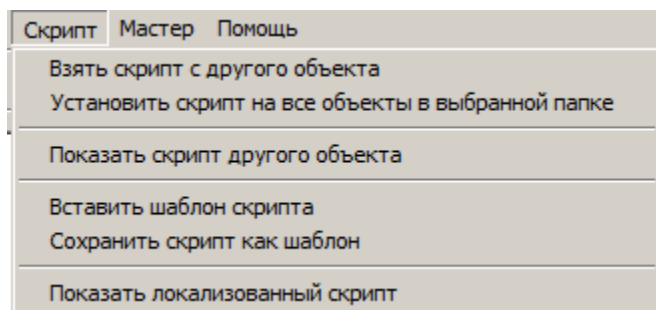 Скрипт Мастер Помощь
Взять скрипт с другого объекта
Установить скрипт на все объекты в выбранной папке
Показать скрипт другого объекта
Вставить шаблон скрипта
Сохранить скрипт как шаблон
Показать локализованный скрипт